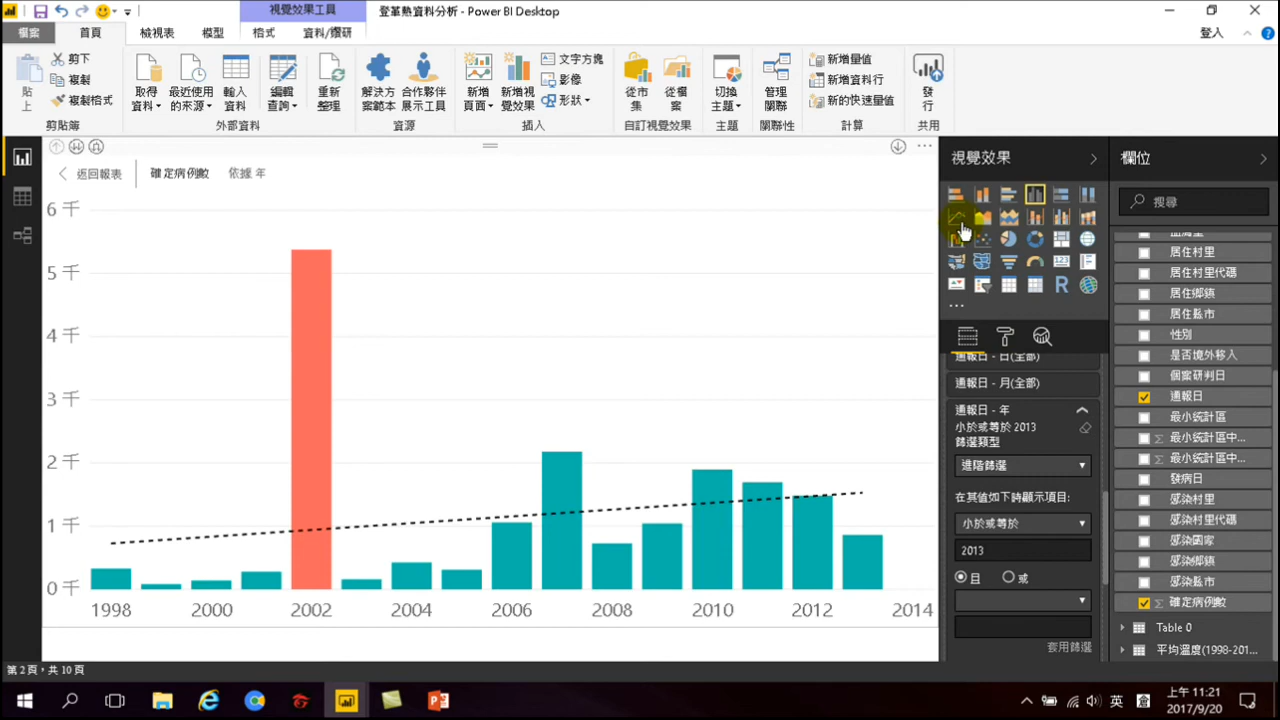 視覺效果工具
登革熱資料分析 - Power BI Desktop
檔案
首頁
檢視表
模型
格式
資料/鑽研
登入
貼上
剪下
複製
複製格式
剪貼簿
取得資料
最近使用的來源
輸入資料
編輯查詢
外部資料
重新整理
解決方案範本
合作夥伴展示工具
資源
新增頁面
新增視覺效果
文字方塊
影像
形狀
插入
從市集
從檔案
自訂視覺效果
切換主題
主題
管理關聯
關聯性
新增量值
新增資料行
新的快速量值
計算
發行
共用
返回報表
確定病例數
依據 年
6 千
5 千
4 千
3 千
2 千
1 千
0 千
1998
2000
2002
2004
2006
2008
2010
2012
2014
視覺效果
123
R
通報日 - 日(全部)
通報日 - 月(全部)
通報日 - 年
小於或等於 2013
篩選類型
進階篩選
在其值如下時顯示項目:
小於或等於
2013
且
或
套用篩選
欄位
搜尋
居住村里
居住村里代碼
居住鄉鎮
居住縣市
性別
是否境外移入
個案研判日
通報日
最小統計區
最小統計區中...
最小統計區中...
發病日
感染村里
感染村里代碼
感染國家
感染鄉鎮
感染縣市
確定病例數
Table 0
平均溫度(1998-201...
第 2 頁，共 10 頁
英
上午 11:21
2017/9/20